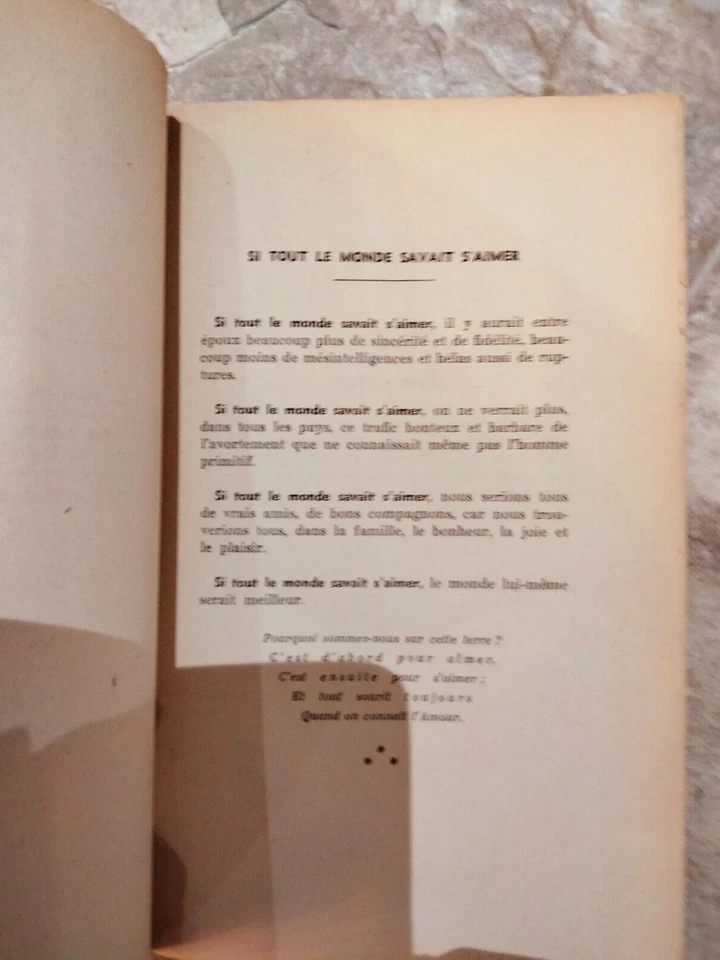 SI TOUT LE MONDE SAVAIT S'AIMER
Si tout le monde savait s'aimer, il y aurait entre
époux beaucoup plus de sincérité et de fidélité, beau-
coup moins de mésintelligences et hélas aussi de rup-
tures.
Si tout le monde savait s'aimer, on ne verrait plus,
dans tous les pays, ce trafic honteux et barbare de
l'avortement que ne connaissait même pas l'homme
primitif.
Si tout le monde savait s'aimer, nous serions tous
de vrais amis, de bons compagnons, car nous trou-
verions tous, dans la famille, le bonheur, la joie et
le plaisir.
Si tout le monde savait s'aimer, le monde lui-même
serait meilleur.
Pourquoi sommes-nous sur cette terre ?
C'est d'abord pour aimer,
C'est ensuite pour s'aimer ;
Et tout sourit toujours
Quand on connaît l'Amour.